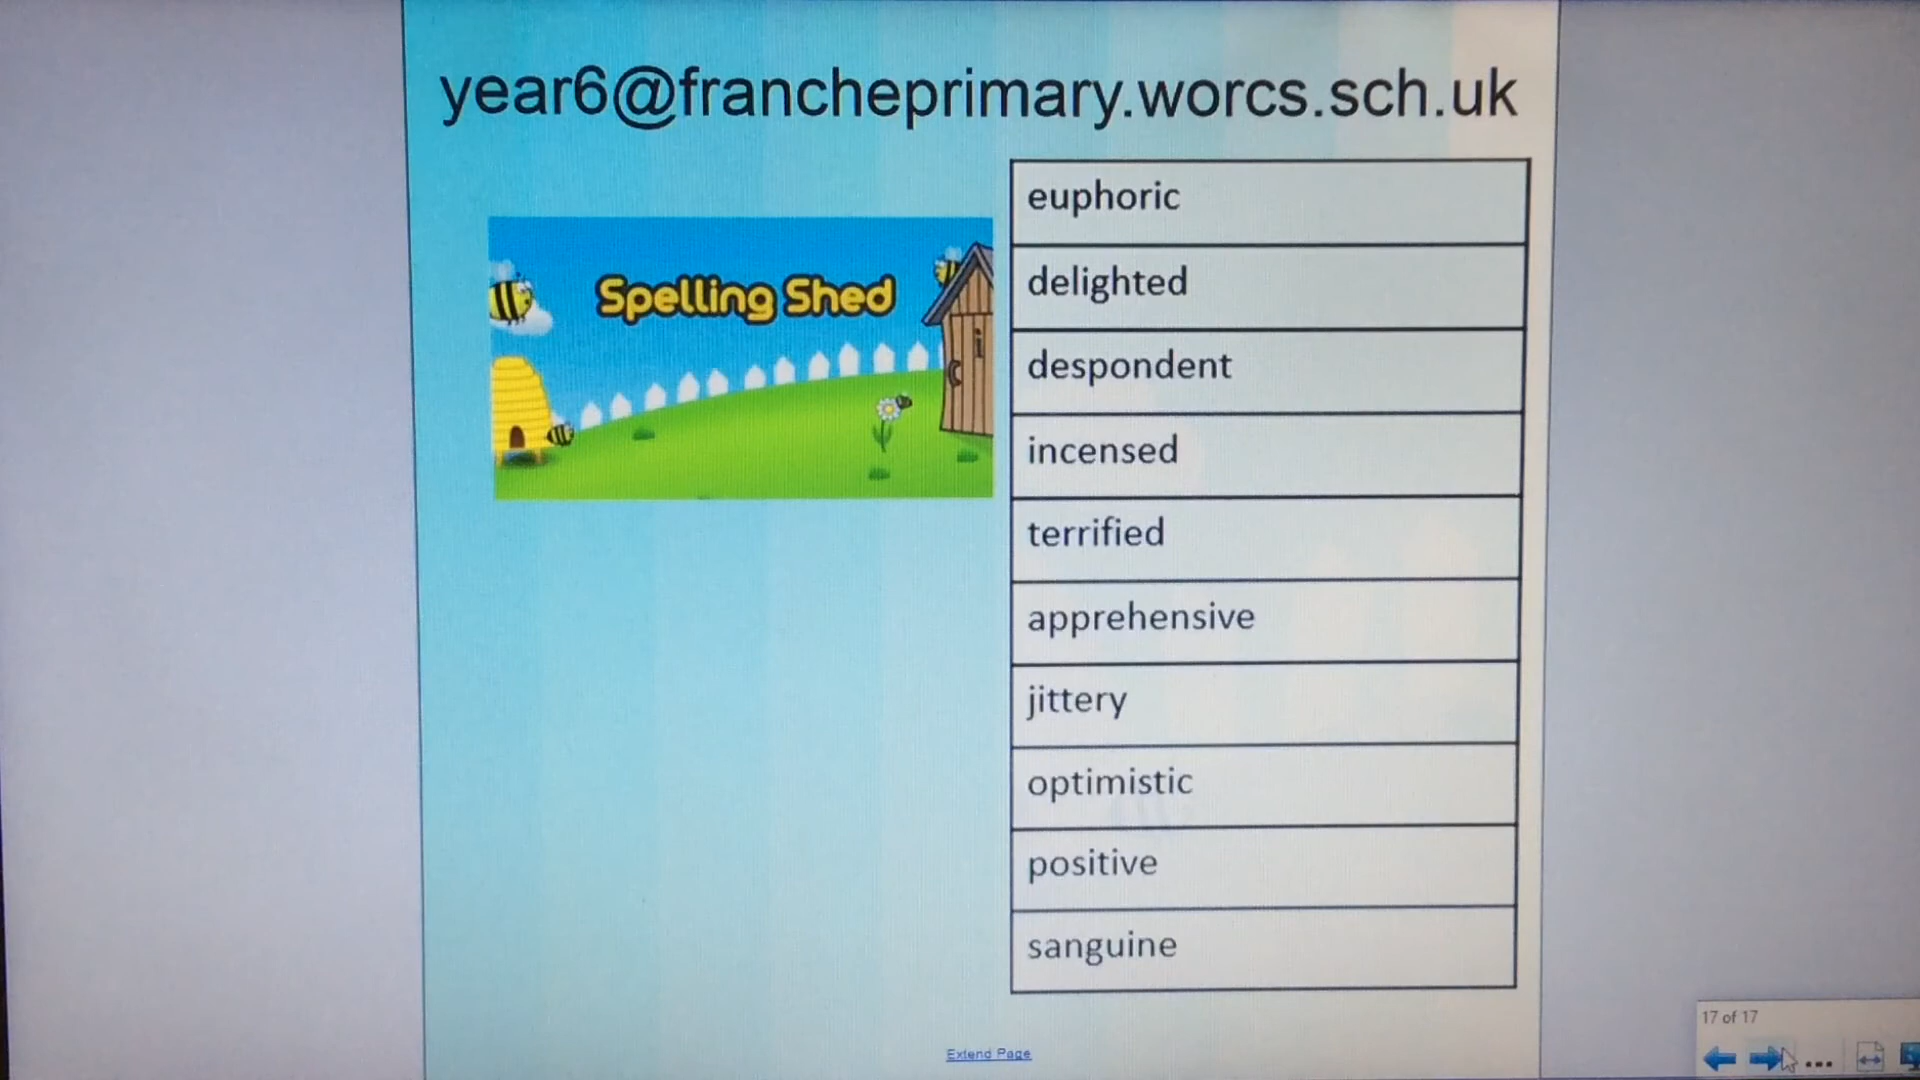 year6@francheprimary.worcs.sch.uk
Spelling Shed
euphoric
delighted
despondent
incensed
terrified
apprehensive
jittery
optimistic
positive
sanguine
Extend Page
17 of 17